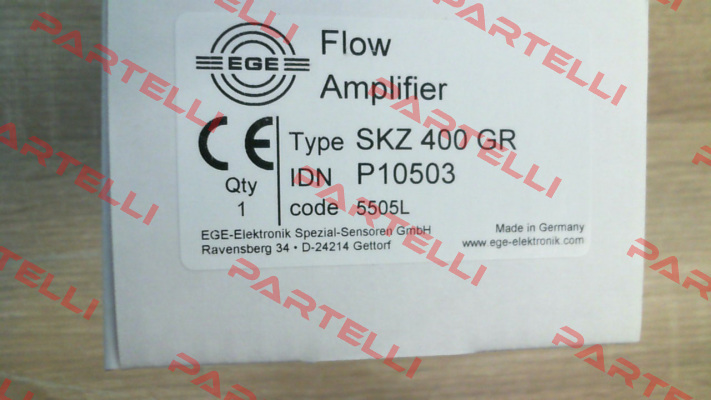 EGE
Flow
Amplifier
CE
Type SKZ 400 GR
Qty
IDN P10503
1
code 5505L
EGE-Elektronik Spezial-Sensoren GmbH
Ravensberg 34 • D-24214 Gettorf
Made in Germany
www.ege-elektronik.com
PARTELLI
PARTELLI
PARTELLI
PARTELLI
PARTELLI
PARTELLI
PARTELLI
PARTELLI